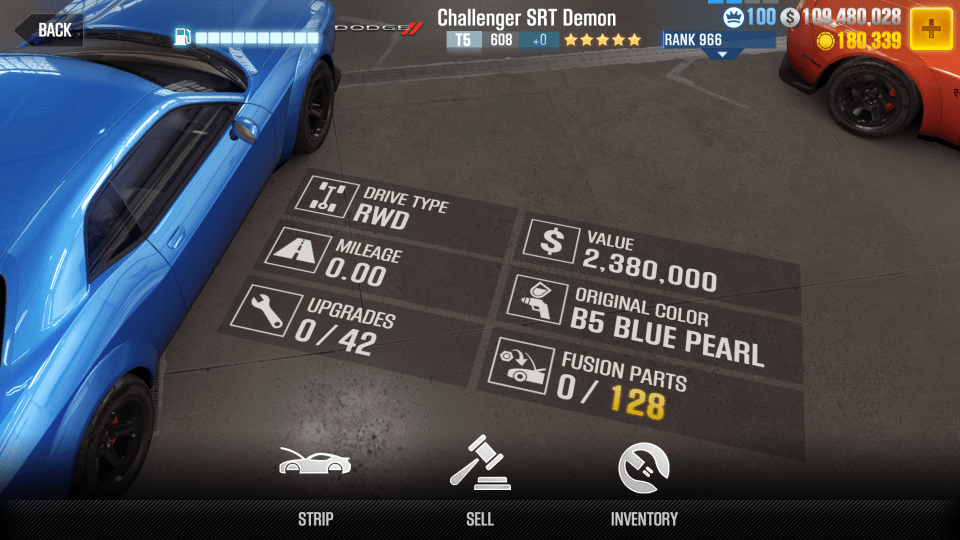 BACK
DODGE
Challenger SRT Demon
T5 608 +0
RANK 966
100
109,480,028
180,339
DRIVE TYPE
RWD
MILEAGE
0.00
UPGRADES
0 / 42
VALUE
2,380,000
ORIGINAL COLOR
B5 BLUE PEARL
FUSION PARTS
0 / 128
STRIP
SELL
INVENTORY